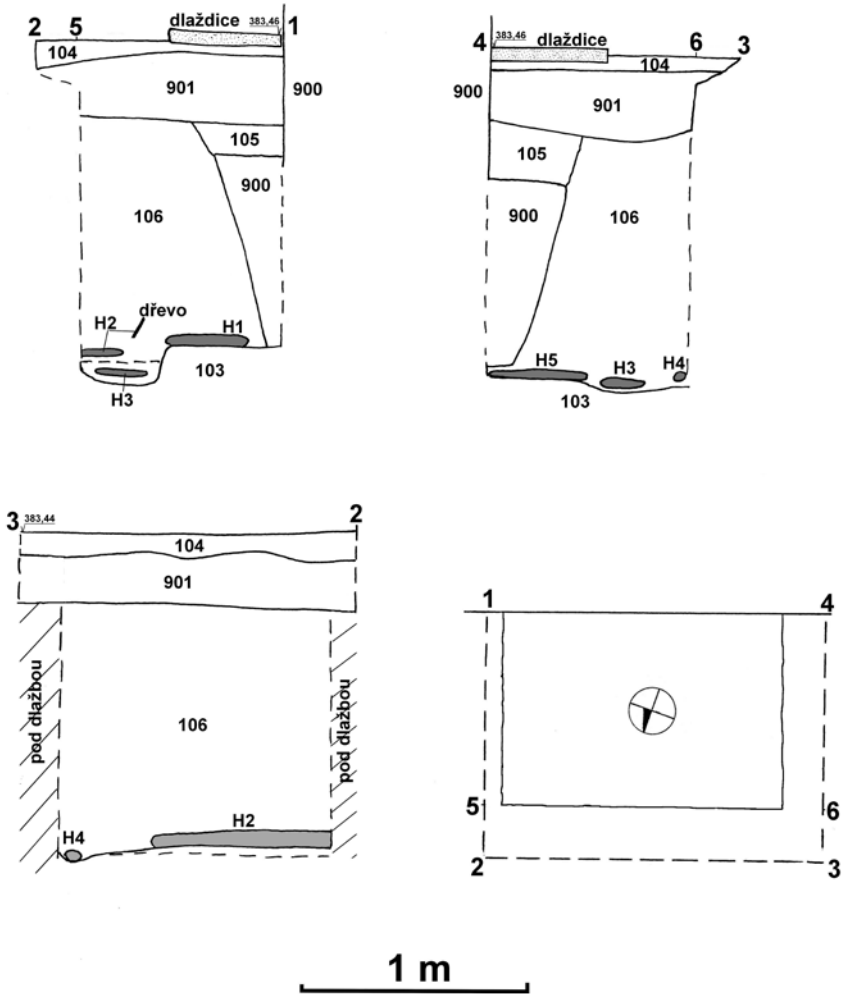 dlaždice 383,46 1
2 5
104
901
900
105
900
106
dřevo
H2 H1
103
H3
4 383,46 dlaždice 6 3
104
900
901
105
900
106
H5 H3 H4
103
3 383,44 2
104
901
pod dlažbou
106
pod dlažbou
H4 H2
1 4
5 6
2 3
1 m